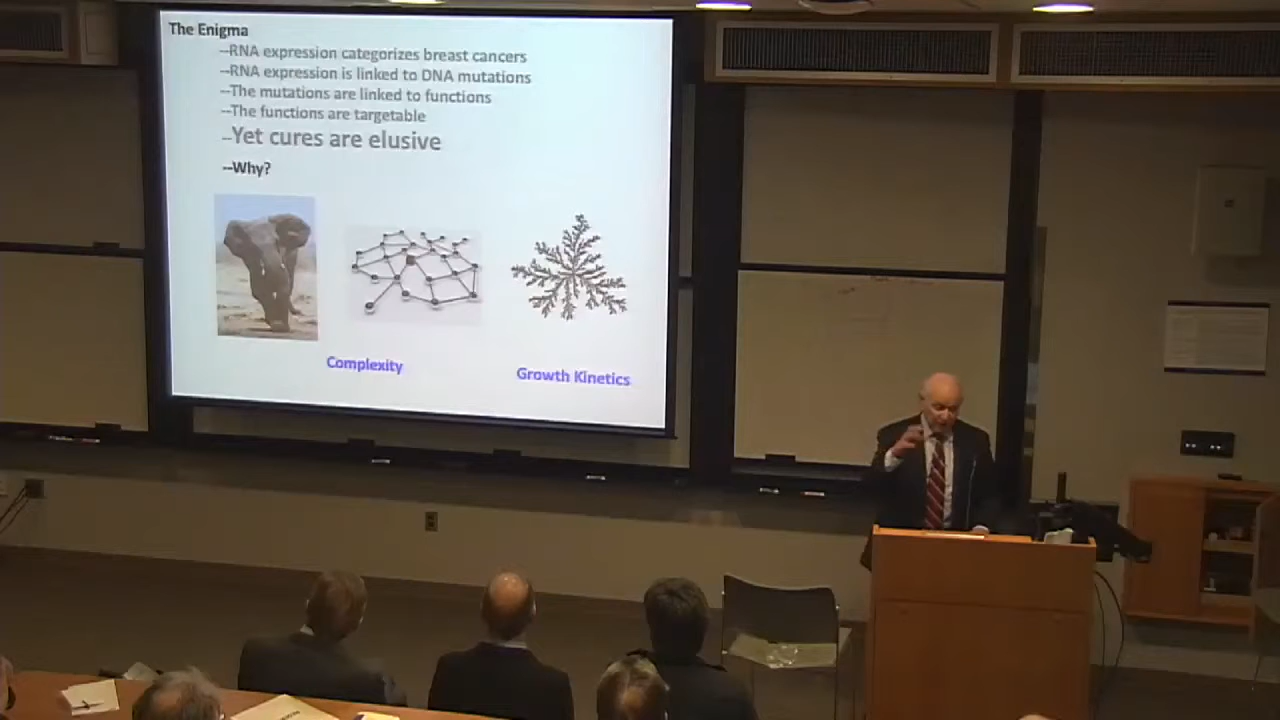 The Enigma
--RNA expression categorizes breast cancers
--RNA expression is linked to DNA mutations
--The mutations are linked to functions
--The functions are targetable
--Yet cures are elusive
--Why?
Complexity
Growth Kinetics